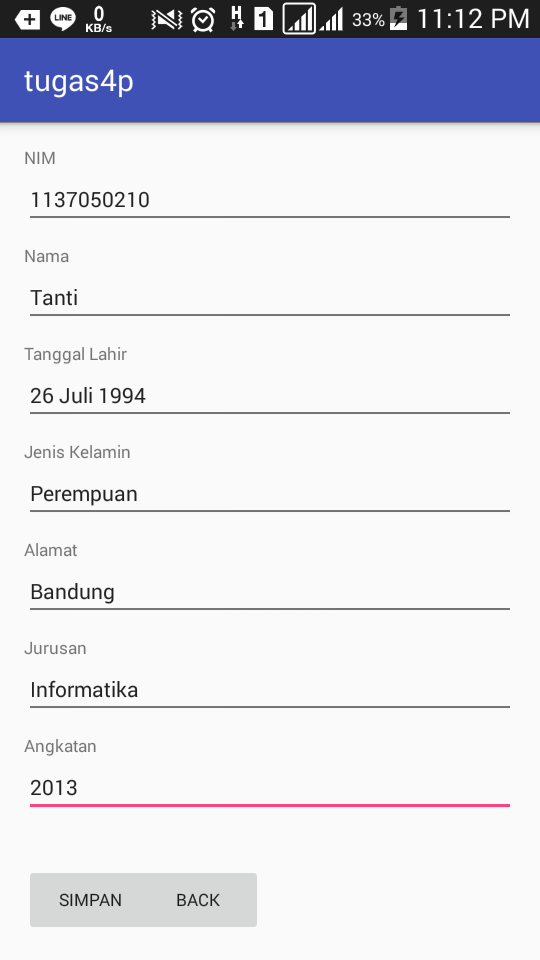 LINE 0 KB/s H 1 33% 11:12 PM
tugas4p
NIM
1137050210
Nama
Tanti
Tanggal Lahir
26 Juli 1994
Jenis Kelamin
Perempuan
Alamat
Bandung
Jurusan
Informatika
Angkatan
2013
SIMPAN BACK